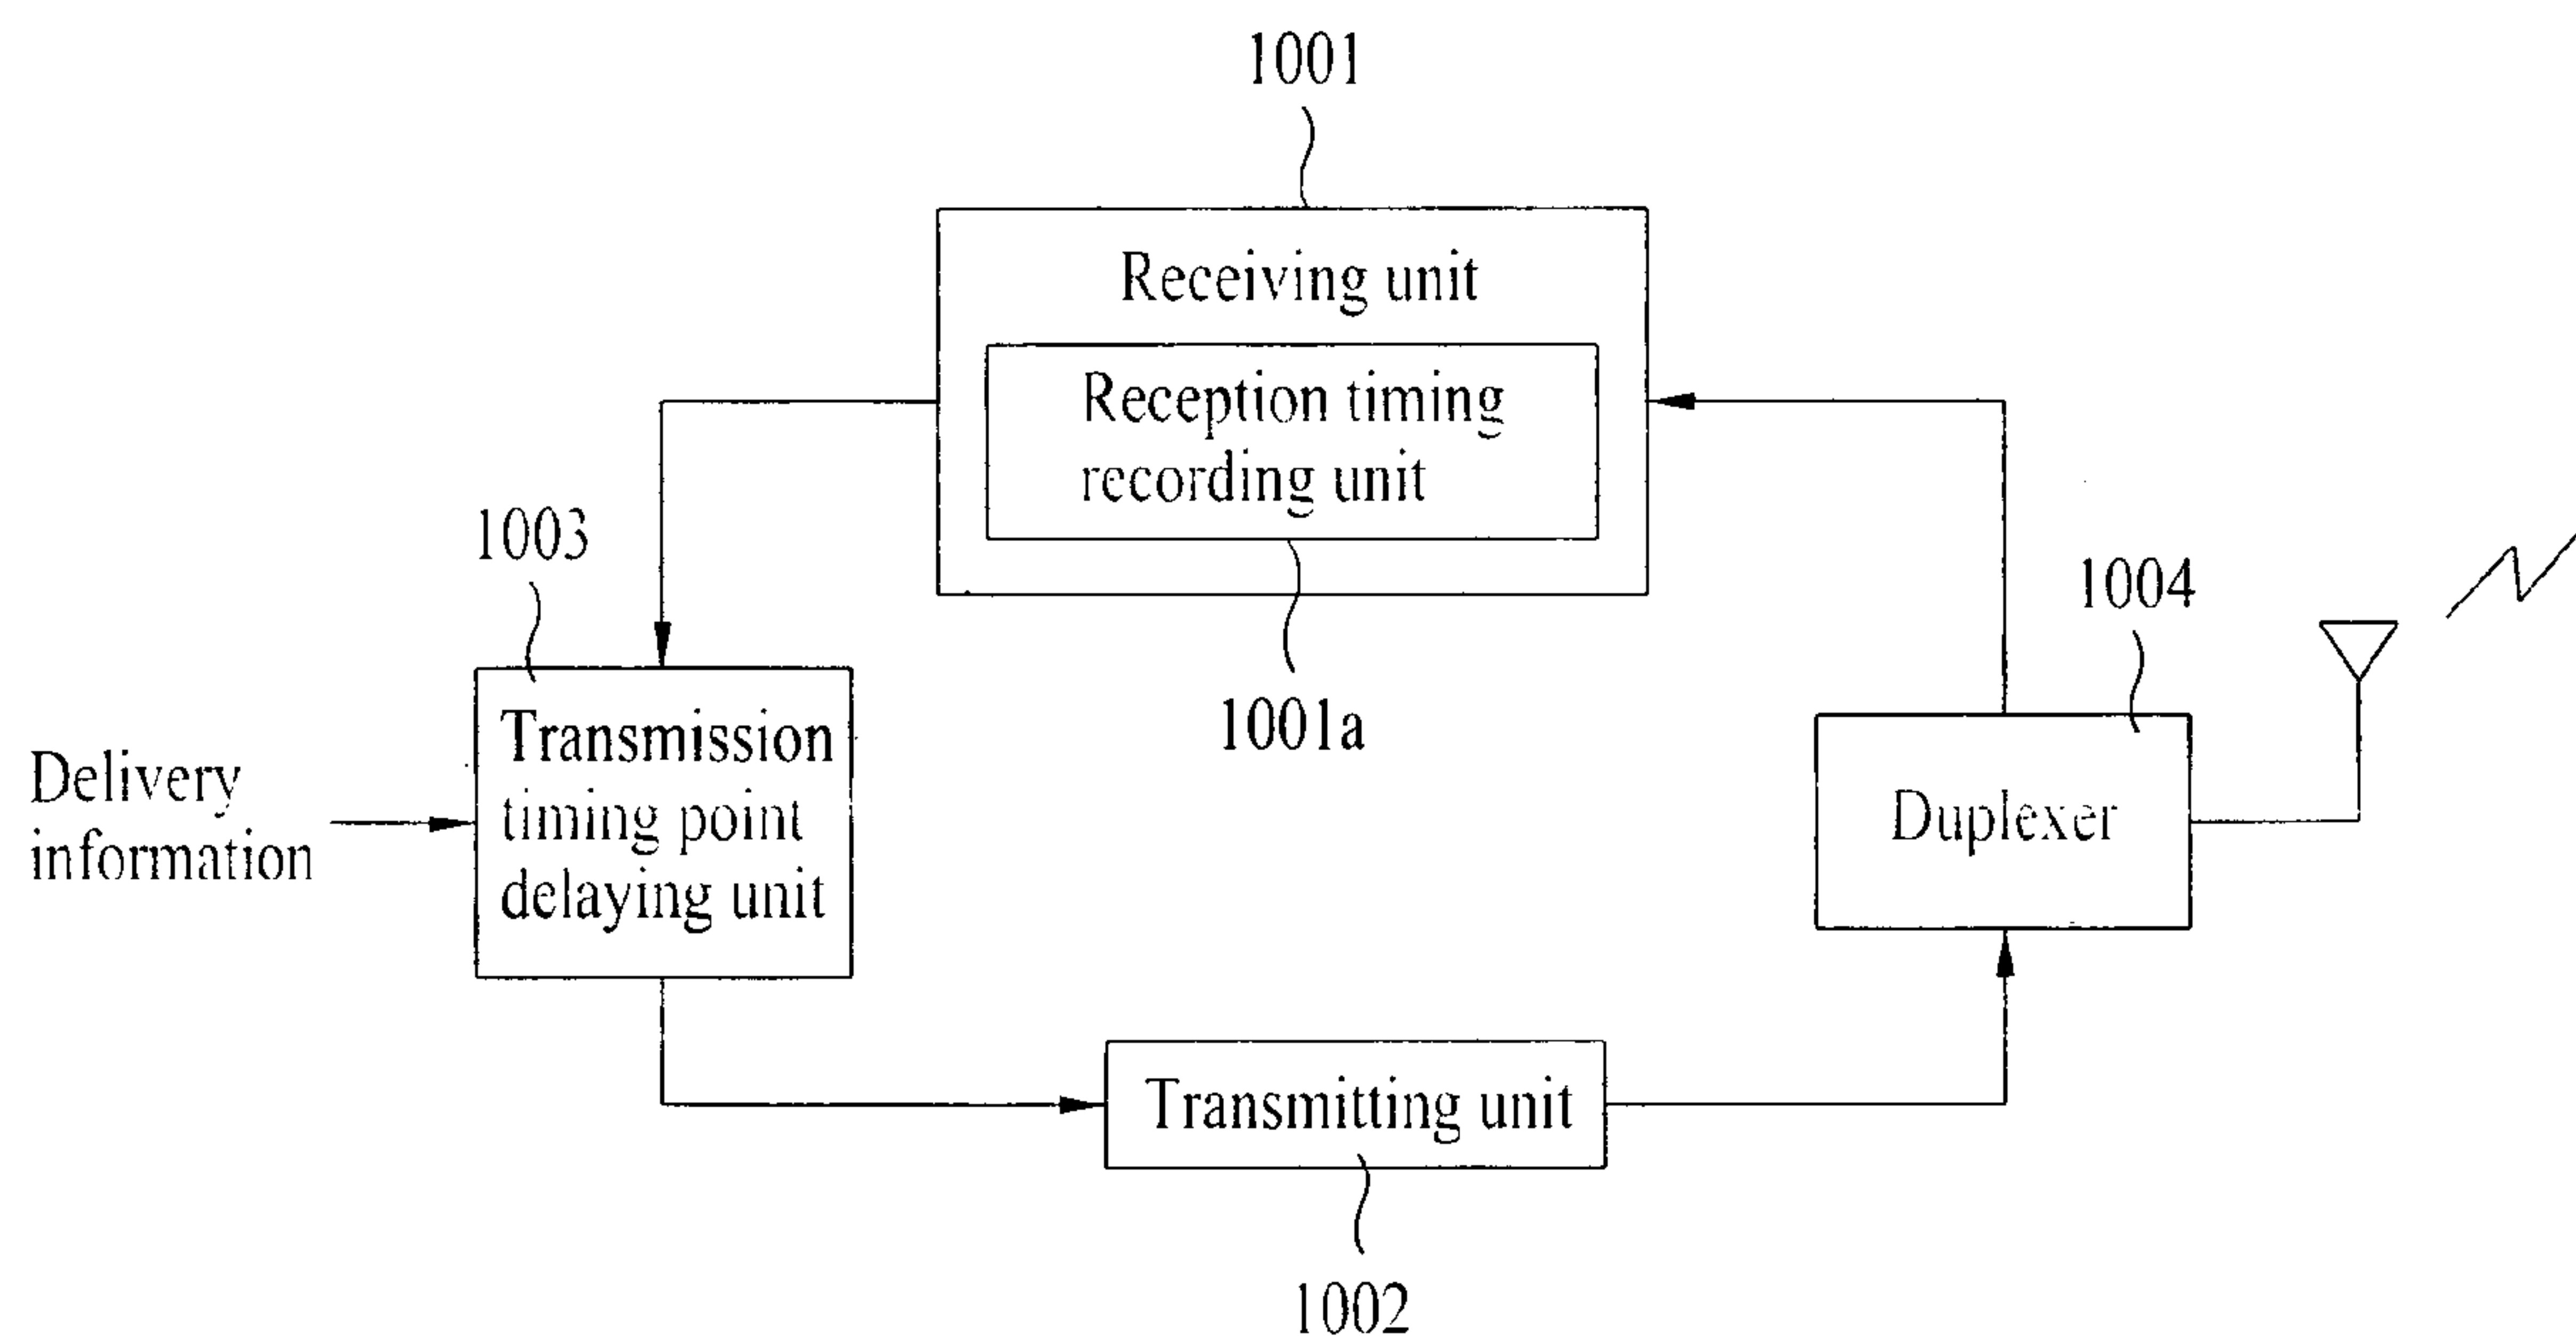 1001
Receiving unit
Reception timing
recording unit
1001a
1003
Transmission
timing point
delaying unit
Delivery
information
1004
Duplexer
Transmitting unit
1002